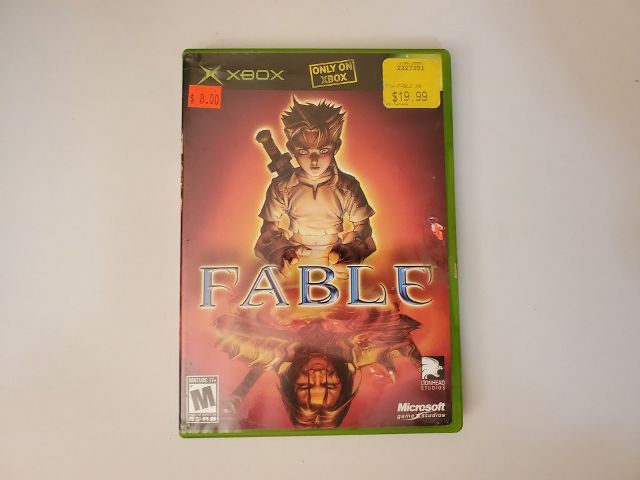 XBOX
ONLY ON
XBOX
2327351
$19.99
$ 8.00
FABLE
MATURE 17+
M
ESRB
LIONHEAD
STUDIOS
Microsoft
game studios